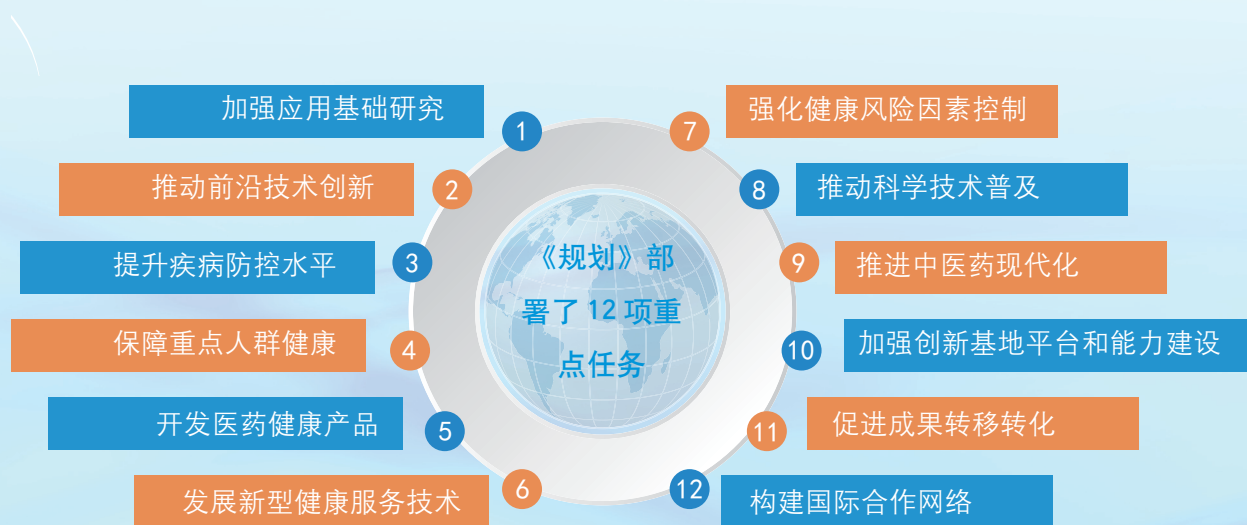 加强应用基础研究
1
推动前沿技术创新
2
提升疾病防控水平
3
保障重点人群健康
4
开发医药健康产品
5
发展新型健康服务技术
6
《规划》部
署了 12 项重
点任务
7
强化健康风险因素控制
8
推动科学技术普及
9
推进中医药现代化
10
加强创新基地平台和能力建设
11
促进成果转移转化
12
构建国际合作网络